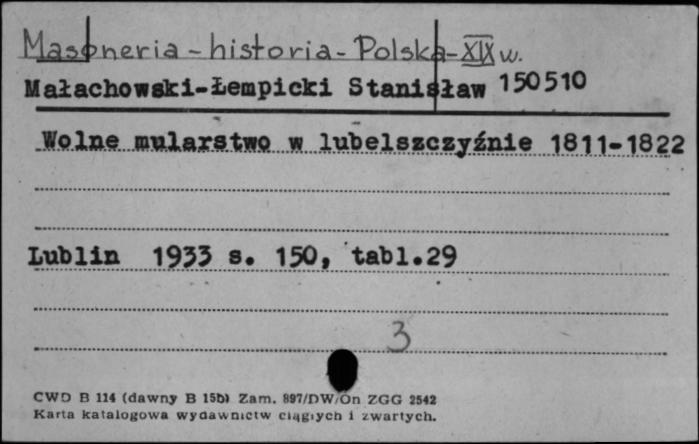 Masoneria - historia - Polska - XIX w.
Małachowski-Łempicki Stanisław 150510
Wolne mularstwo w lubelszczyźnie 1811-1822
Lublin 1933 s. 150, tabl.29
3
CWD B 114 (dawny B 15b) Zam. 897/DW/On ZGG 2542
Karta katalogowa wydawnictw ciągłych i zwartych.